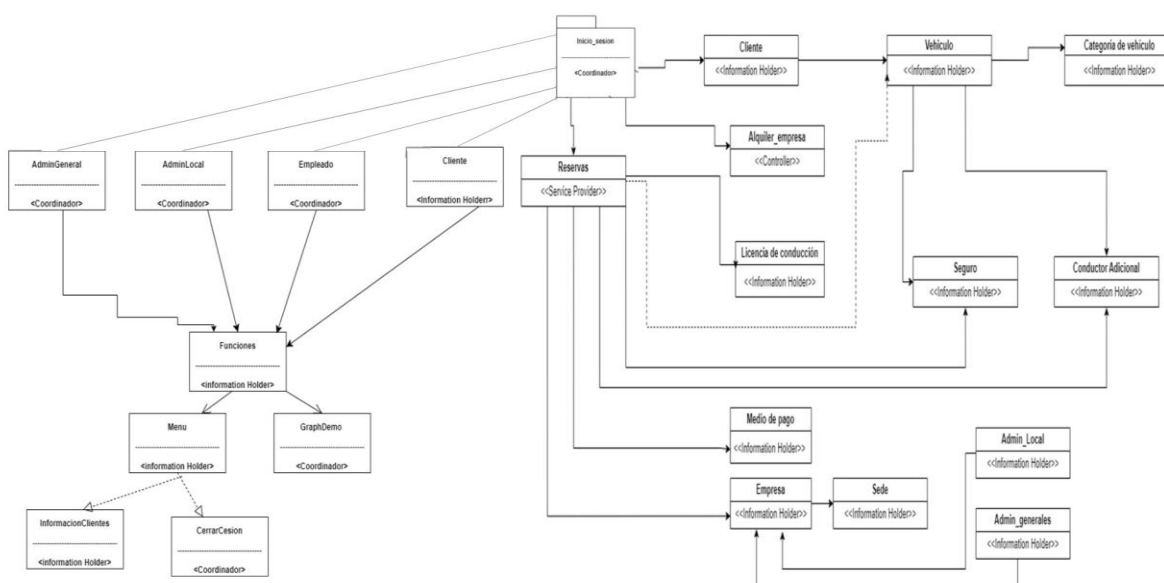 Inicio_sesion
<Coordinador>
Cliente
<<Information Holder>>
Vehiculo
<<Information Holder>>
Categoria de vehiculo
<<Information Holder>>
AdminGeneral
<Coordinador>
AdminLocal
<Coordinador>
Empleado
<Coordinador>
Cliente
<Information Holderr>
Alquiler_empresa
<<Controller>>
Reservas
<<Service Provider>>
Licencia de conducción
<<Information Holder>>
Seguro
<<Information Holder>>
Conductor Adicional
<<Information Holder>>
Funciones
<information Holder>
Menu
<information Holder>
GraphDemo
<Coordinador>
InformacionClientes
<information Holder>
CerrarCesion
<Coordinador>
Medio de pago
<<Information Holder>>
Empresa
<<Information Holder>>
Sede
<<Information Holder>>
Admin_Local
<<Information Holder>>
Admin_generales
<<Information Holder>>